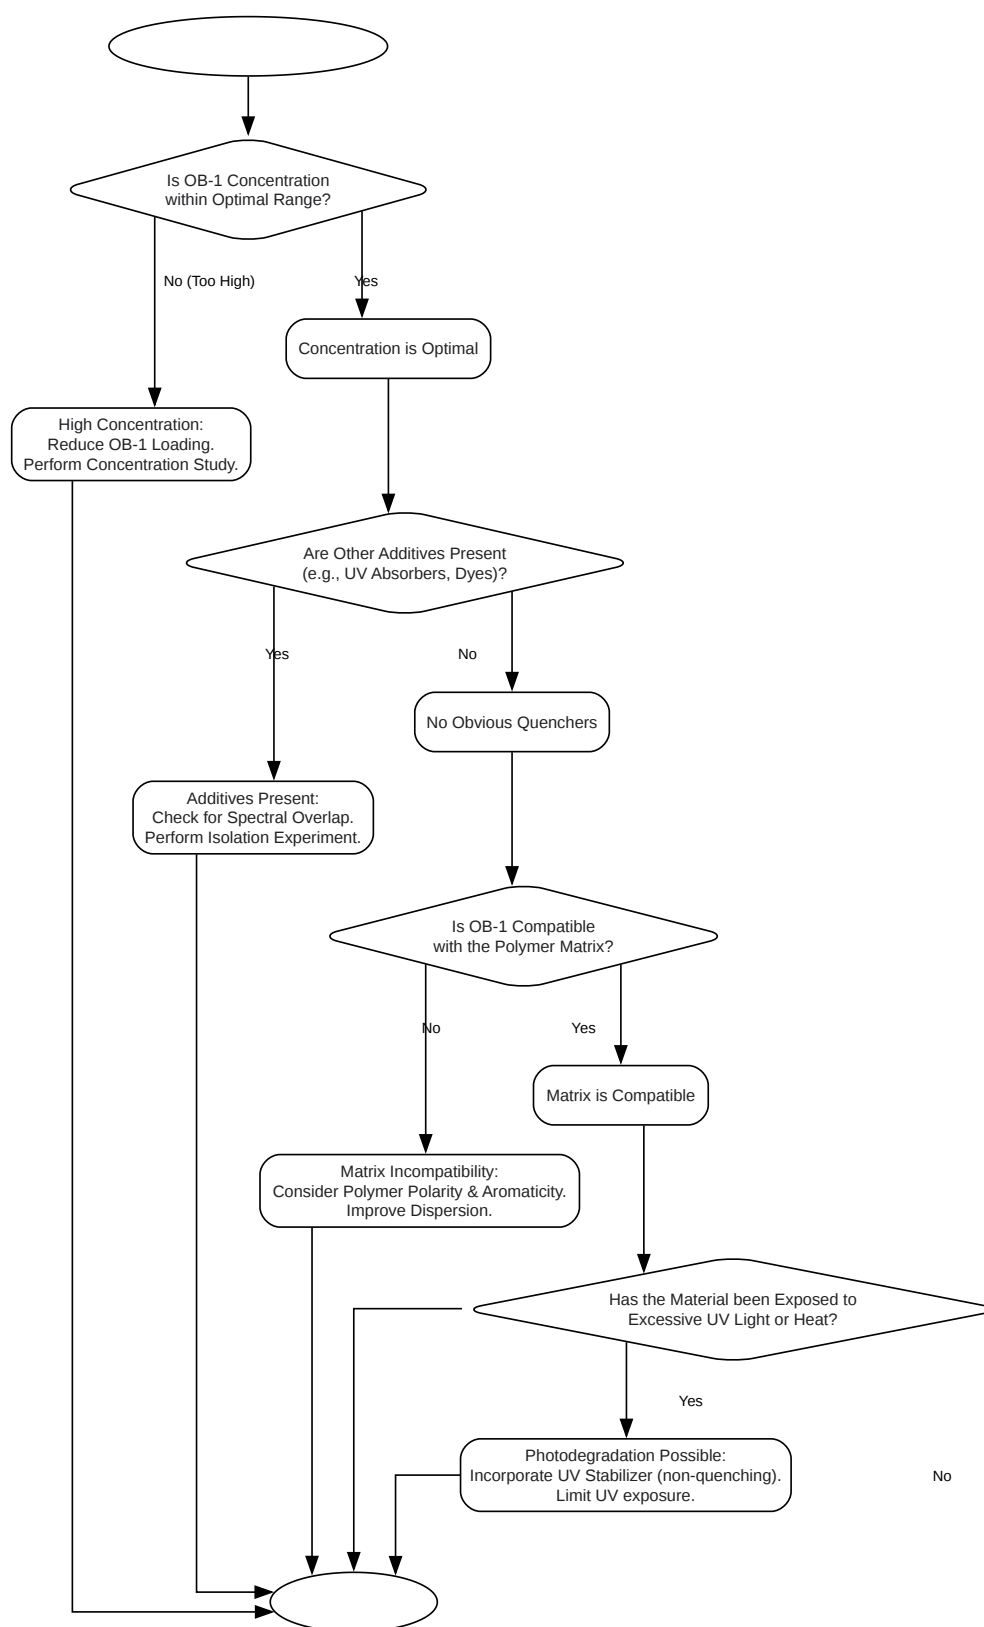 Is OB-1 Concentration
within Optimal Range?
No (Too High)
Yes
Concentration is Optimal
High Concentration:
Reduce OB-1 Loading.
Perform Concentration Study.
Are Other Additives Present
(e.g., UV Absorbers, Dyes)?
Yes
No
No Obvious Quenchers
Additives Present:
Check for Spectral Overlap.
Perform Isolation Experiment.
Is OB-1 Compatible
with the Polymer Matrix?
No
Yes
Matrix is Compatible
Matrix Incompatibility:
Consider Polymer Polarity & Aromaticity.
Improve Dispersion.
Has the Material been Exposed to
Excessive UV Light or Heat?
Yes
Photodegradation Possible:
Incorporate UV Stabilizer (non-quenching).
Limit UV exposure.
No